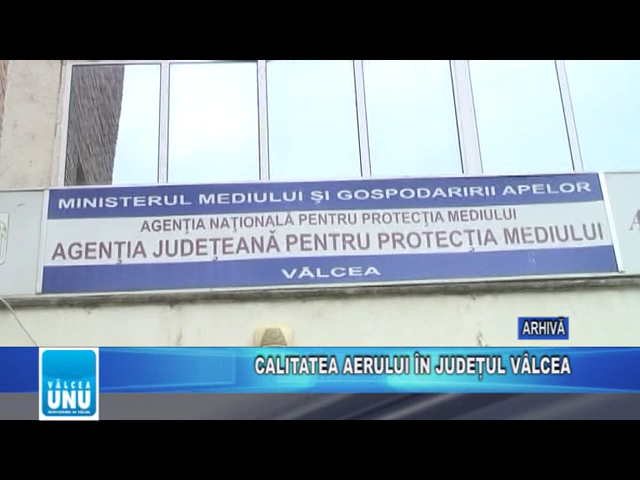 MINISTERUL MEDIULUI ŞI GOSPODARIRII APELOR
AGENŢIA NAŢIONALĂ PENTRU PROTECŢIA MEDIULUI
AGENŢIA JUDEŢEANĂ PENTRU PROTECŢIA MEDIULUI
VÂLCEA
ARHIVĂ
CALITATEA AERULUI ÎN JUDEŢUL VÂLCEA
VÂLCEA
UNU